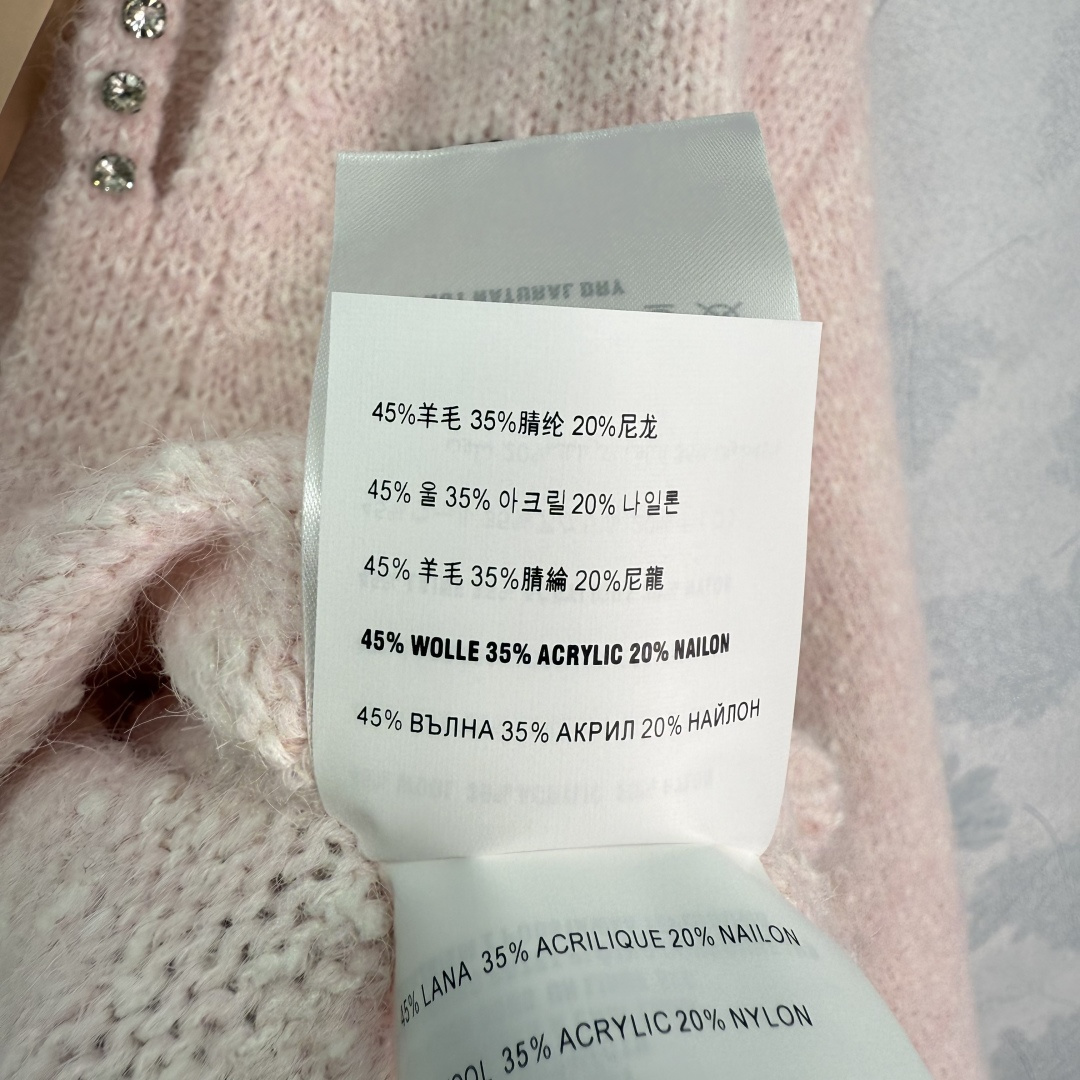 NATURAL DRY
45%羊毛 35%腈纶 20%尼龙
45% 울 35% 아크릴 20% 나일론
45% 羊毛 35%腈綸 20%尼龍
45% WOLLE 35% ACRYLIC 20% NAILON
45% ВЪЛНА 35% АКРИЛ 20% НАЙЛОН
45% LANA 35% ACRILIQUE 20% NAILON
35% ACRYLIC 20% NYLON